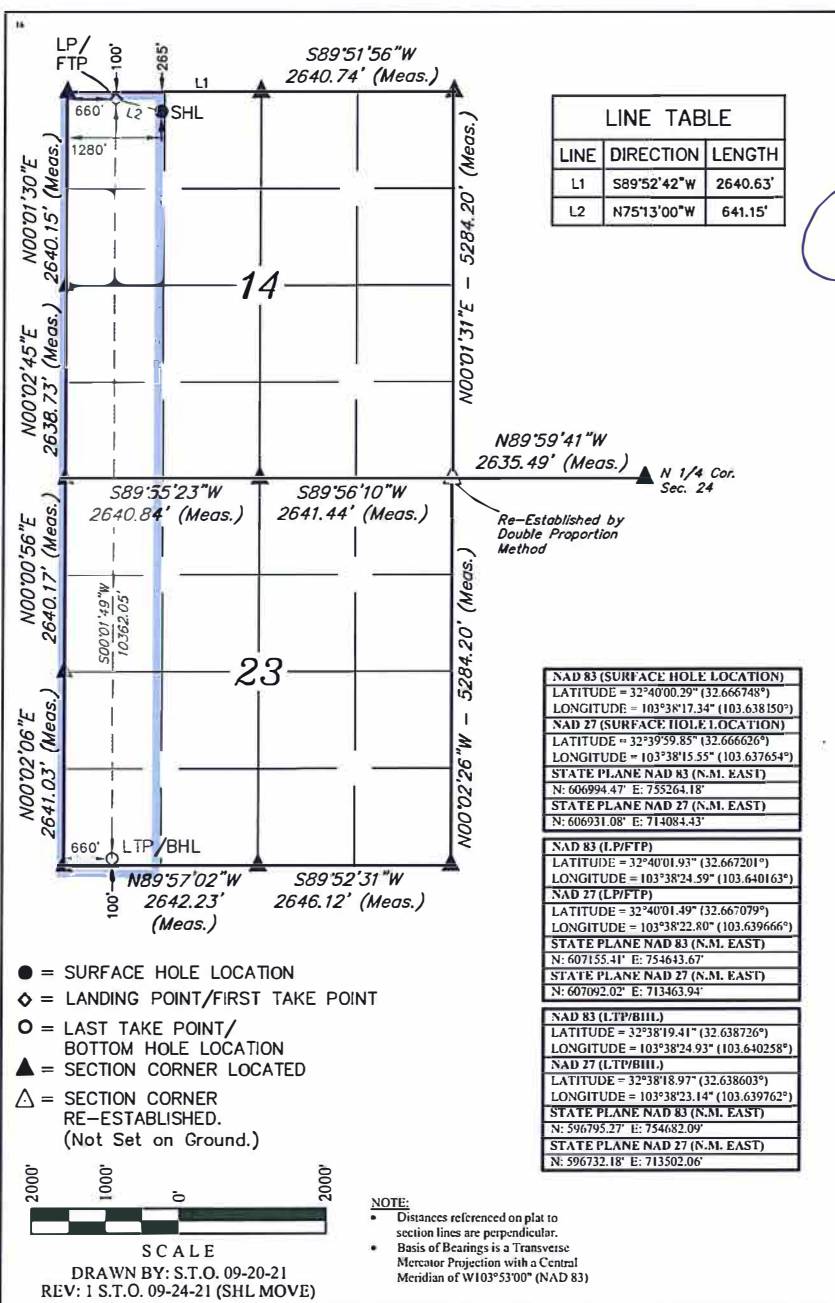 16
LP/
FTP
100'
265'
S89°51'56"W
2640.74' (Meas.)
L1
660'
L2
SHL
1280'
N00°01'30"E
2640.15' (Meas.)
14
N00°01'31"E - 5284.20' (Meas.)
N00°02'45"E
2638.73' (Meas.)
N89°59'41"W
2635.49' (Meas.)
N 1/4 Cor.
Sec. 24
S89°55'23"W
2640.84' (Meas.)
S89°56'10"W
2641.44' (Meas.)
Re-Established by
Double Proportion
Method
N00°00'56"E
2640.17' (Meas.)
S00°01'49"W
10362.05'
23
N00°02'26"W - 5284.20' (Meas.)
N00°02'06"E
2641.03' (Meas.)
660'
LTP/BHL
100'
N89°57'02"W
2642.23'
(Meas.)
S89°52'31"W
2646.12' (Meas.)
LINE TABLE
LINE DIRECTION LENGTH
L1 S89°52'42"W 2640.63'
L2 N75°13'00"W 641.15'
NAD 83 (SURFACE HOLE LOCATION)
LATITUDE = 32°40'00.29" (32.666748°)
LONGITUDE = 103°38'17.34" (103.638150°)
NAD 27 (SURFACE HOLE LOCATION)
LATITUDE = 32°39'59.85" (32.666626°)
LONGITUDE = 103°38'15.55" (103.637654°)
STATE PLANE NAD 83 (N.M. EAST)
N: 606994.47' E: 755264.18'
STATE PLANE NAD 27 (N.M. EAST)
N: 606931.08' E: 714084.43'
NAD 83 (LP/FTP)
LATITUDE = 32°40'01.93" (32.667201°)
LONGITUDE = 103°38'24.59" (103.640163°)
NAD 27 (LP/FTP)
LATITUDE = 32°40'01.49" (32.667079°)
LONGITUDE = 103°38'22.80" (103.639666°)
STATE PLANE NAD 83 (N.M. EAST)
N: 607155.41' E: 754643.67'
STATE PLANE NAD 27 (N.M. EAST)
N: 607092.02' E: 713463.94'
NAD 83 (LTP/BHL)
LATITUDE = 32°38'19.41" (32.638726°)
LONGITUDE = 103°38'24.93" (103.640258°)
NAD 27 (LTP/BHL)
LATITUDE = 32°38'18.97" (32.638603°)
LONGITUDE = 103°38'23.14" (103.639762°)
STATE PLANE NAD 83 (N.M. EAST)
N: 596795.27' E: 754682.09'
STATE PLANE NAD 27 (N.M. EAST)
N: 596732.18' E: 713502.06'
● = SURFACE HOLE LOCATION
◇ = LANDING POINT/FIRST TAKE POINT
○ = LAST TAKE POINT/
BOTTOM HOLE LOCATION
▲ = SECTION CORNER LOCATED
△ = SECTION CORNER
RE-ESTABLISHED.
(Not Set on Ground.)
2000' 1000' 0' 2000'
SCALE
DRAWN BY: S.T.O. 09-20-21
REV: 1 S.T.O. 09-24-21 (SHL MOVE)
NOTE:
• Distances referenced on plat to
section lines are perpendicular.
• Basis of Bearings is a Transverse
Mercator Projection with a Central
Meridian of W103°53'00" (NAD 83)